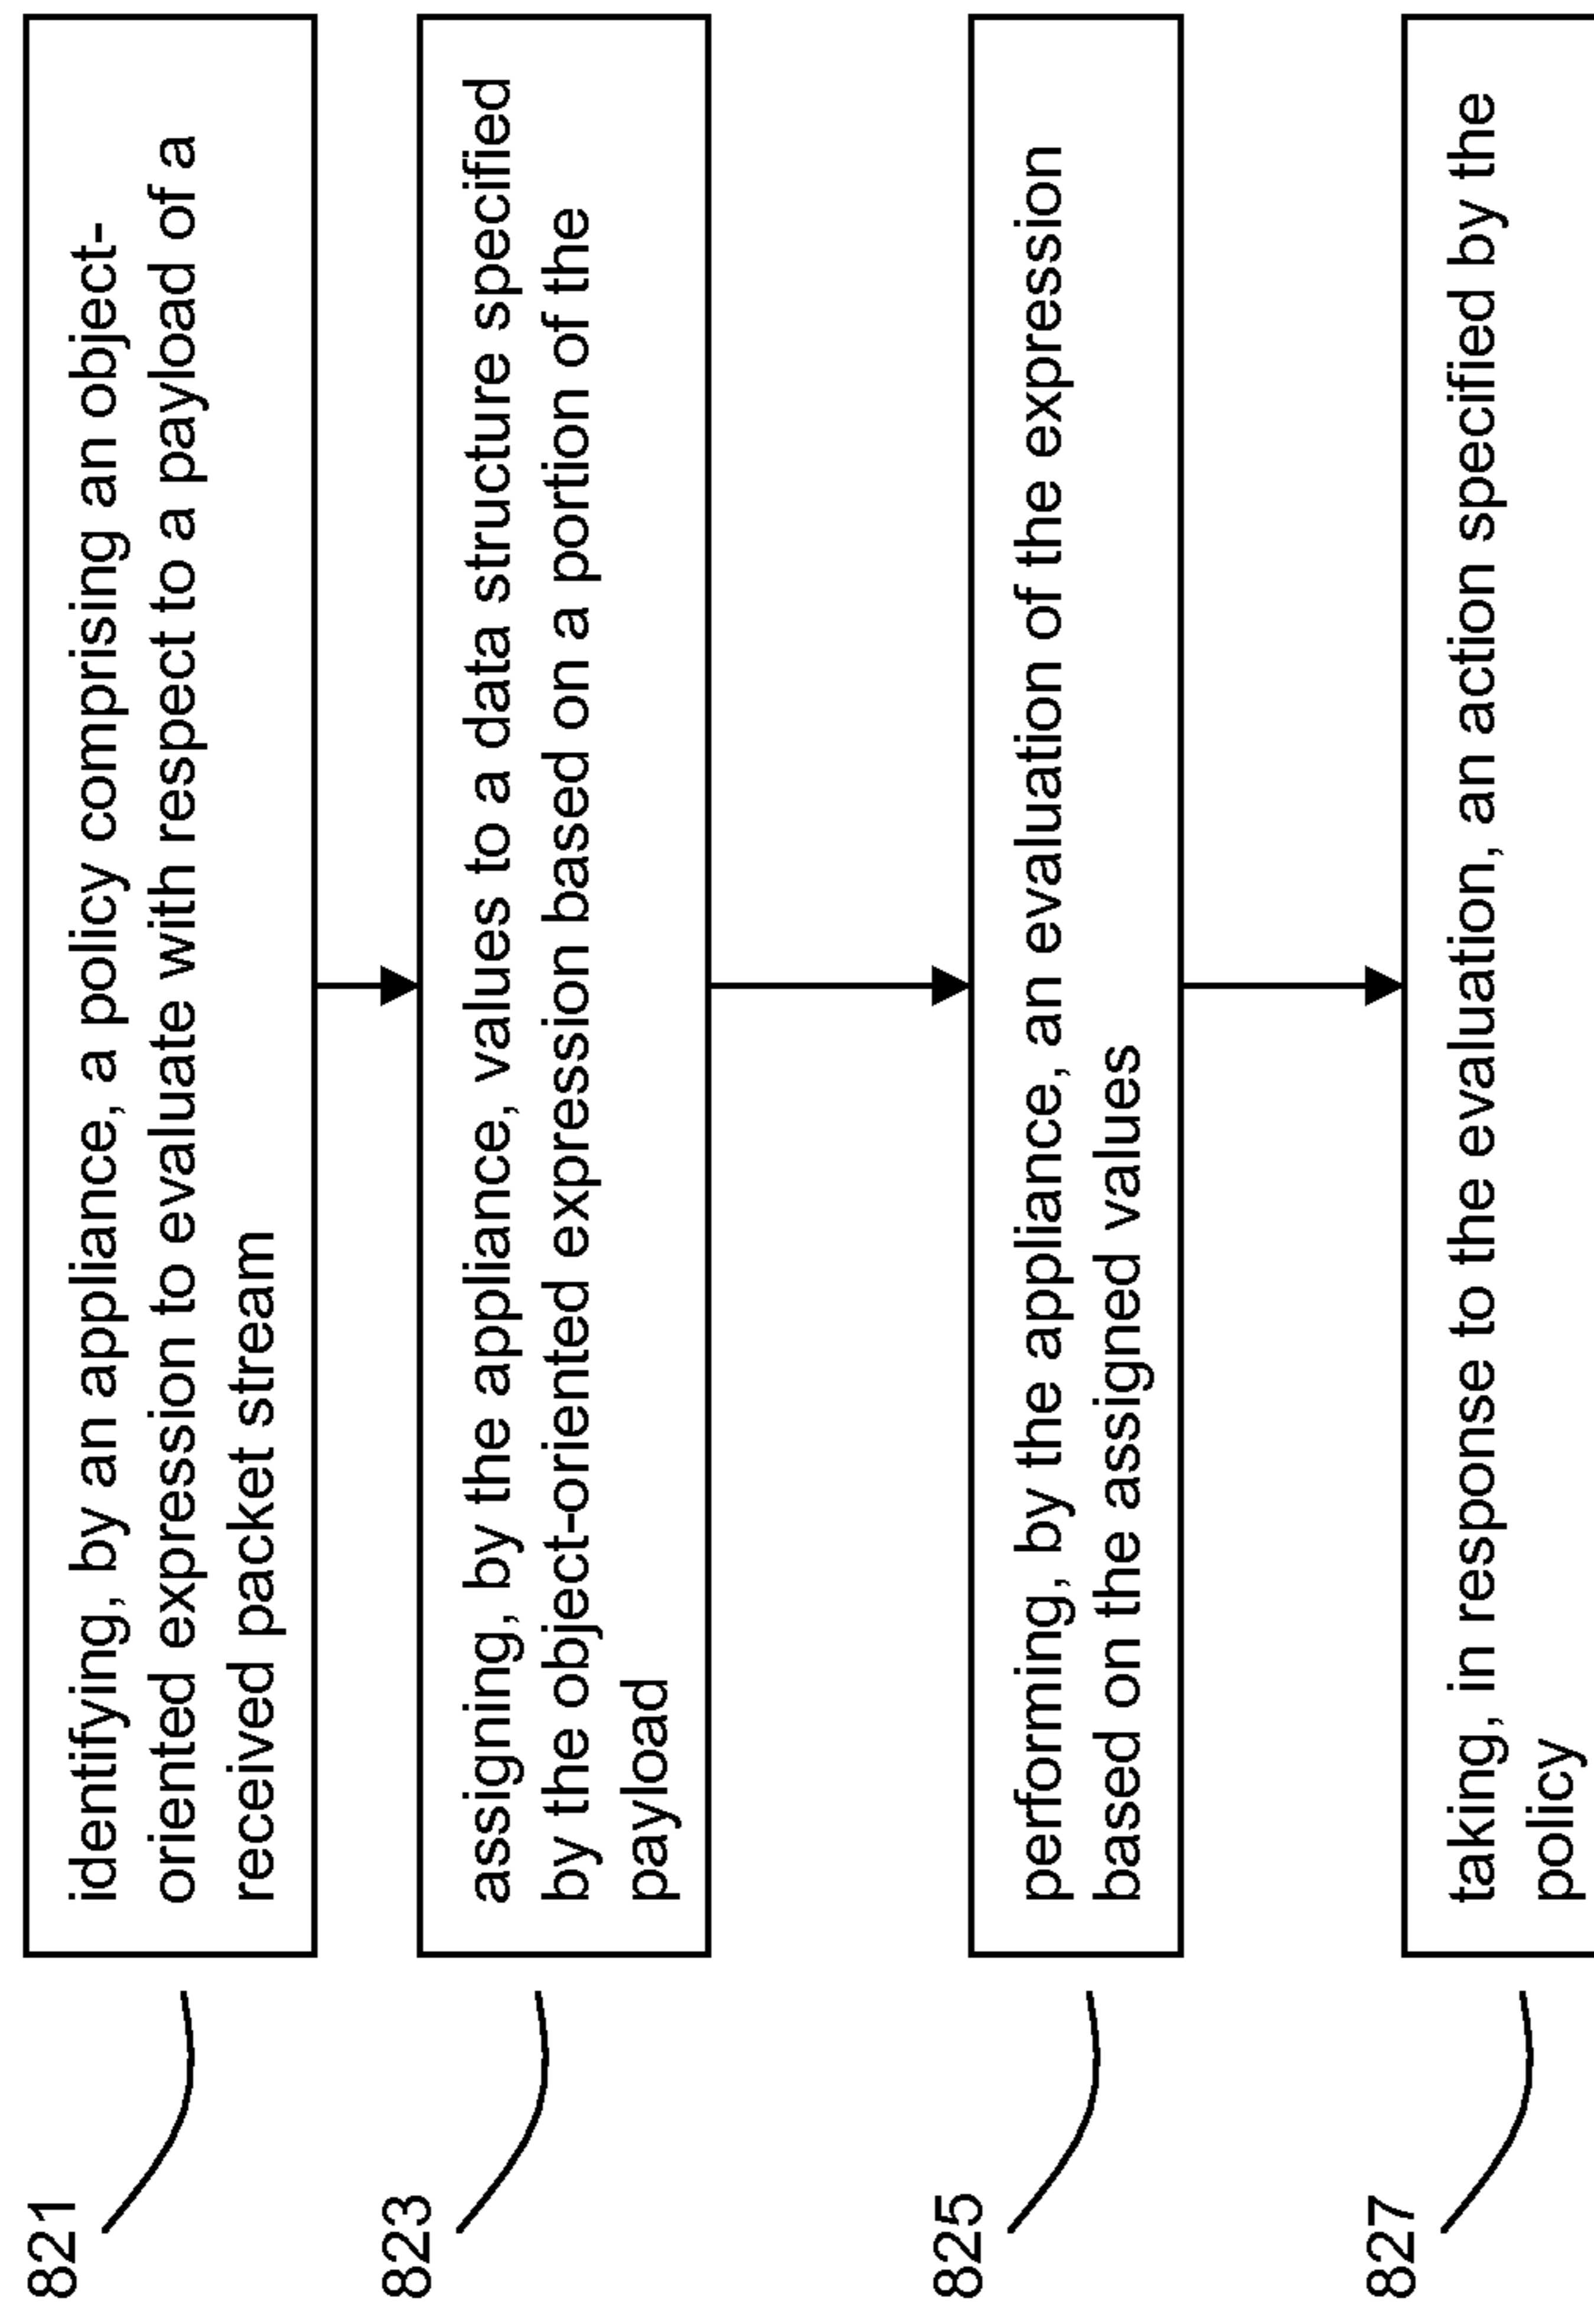 821
identifying, by an appliance, a policy comprising an object-
oriented expression to evaluate with respect to a payload of a
received packet stream
823
assigning, by the appliance, values to a data structure specified
by the object-oriented expression based on a portion of the
payload
825
performing, by the appliance, an evaluation of the expression
based on the assigned values
827
taking, in response to the evaluation, an action specified by the
policy